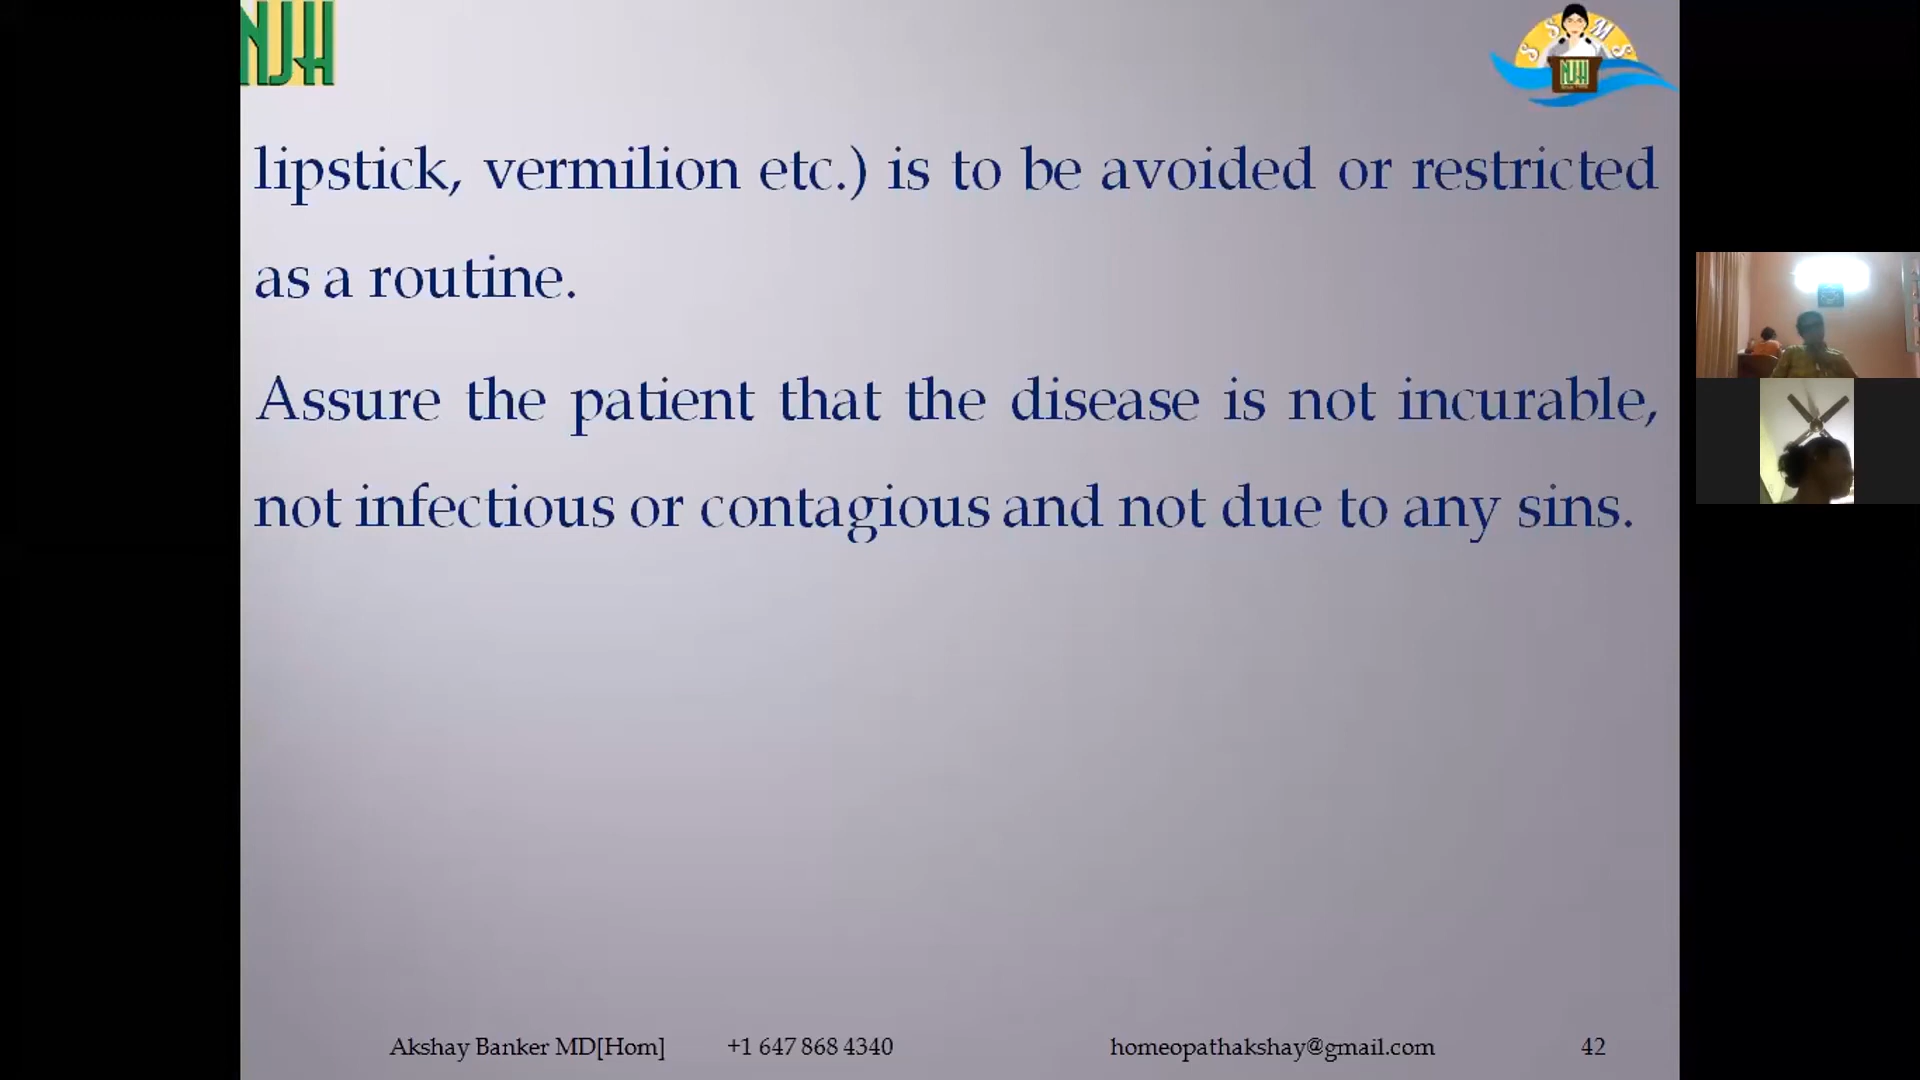 NJH
S S M S
NJH
lipstick, vermilion etc.) is to be avoided or restricted
as a routine.
Assure the patient that the disease is not incurable,
not infectious or contagious and not due to any sins.
Akshay Banker MD[Hom] +1 647 868 4340 homeopathakshay@gmail.com 42